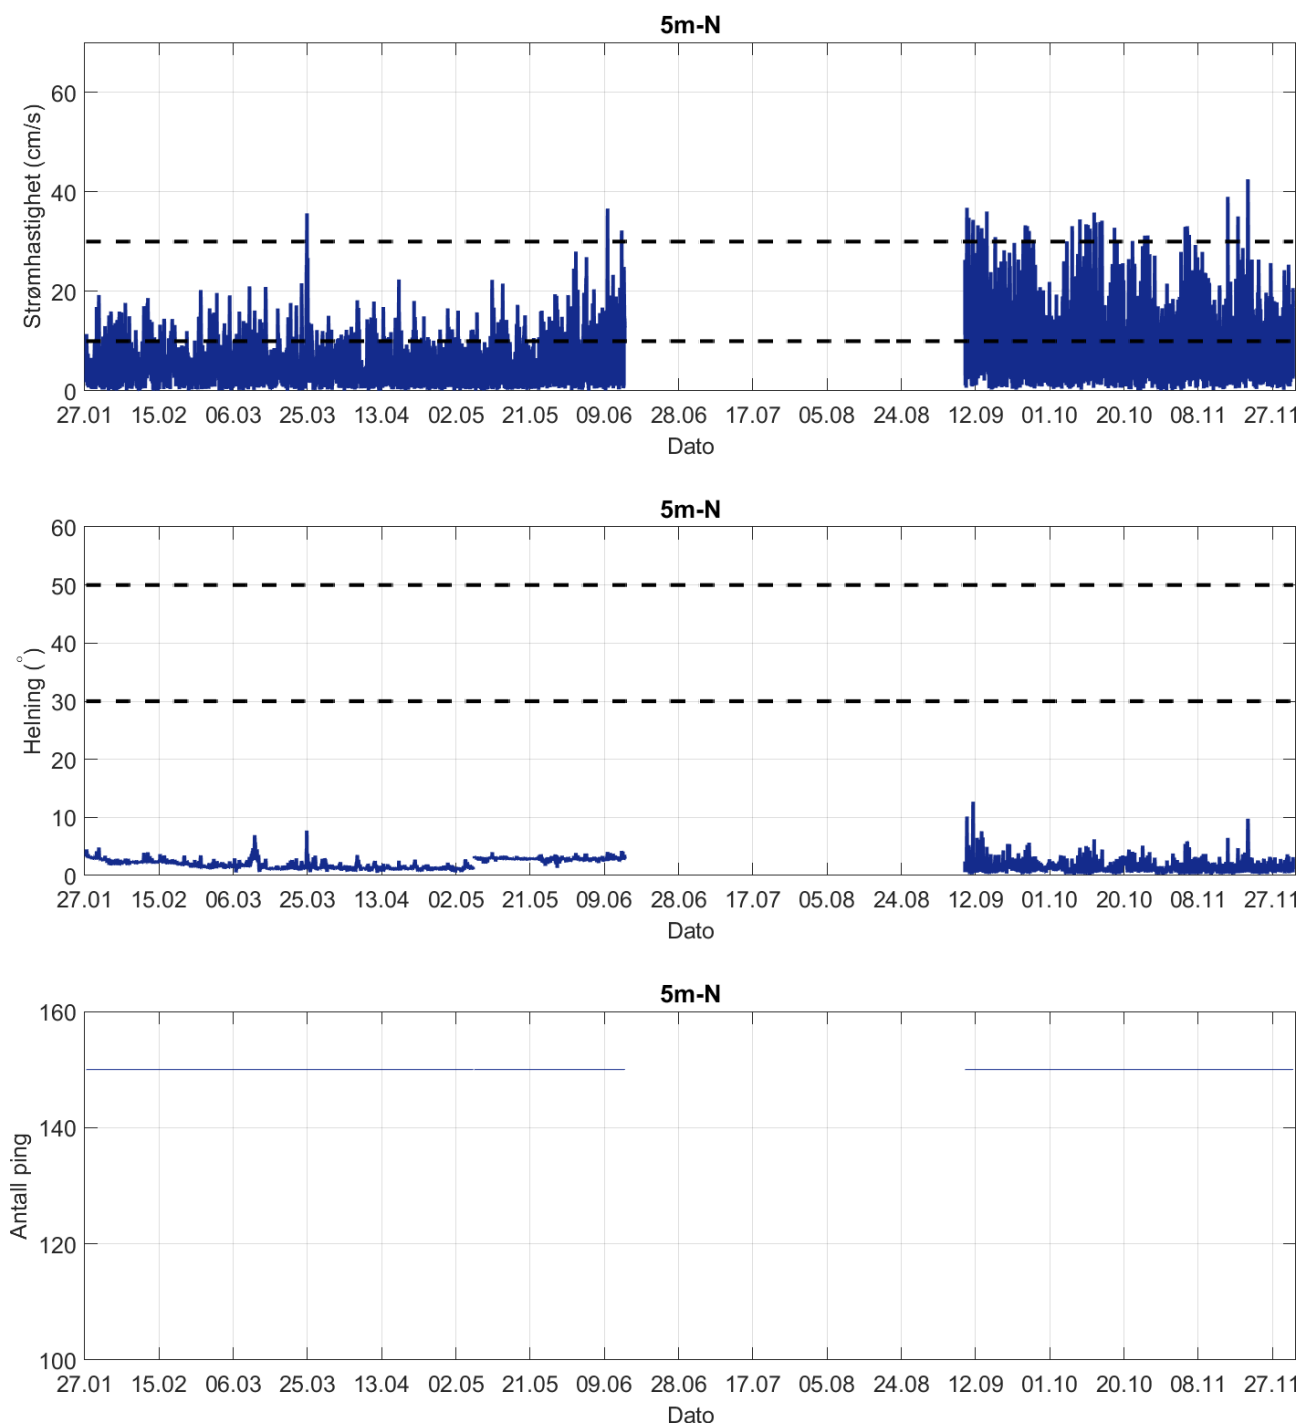 5m-N
Strømhastighet (cm/s)
60
40
20
0
27.01 15.02 06.03 25.03 13.04 02.05 21.05 09.06 28.06 17.07 05.08 24.08 12.09 01.10 20.10 08.11 27.11
Dato
5m-N
Helning (°)
60
50
40
30
20
10
0
27.01 15.02 06.03 25.03 13.04 02.05 21.05 09.06 28.06 17.07 05.08 24.08 12.09 01.10 20.10 08.11 27.11
Dato
5m-N
Antall ping
160
140
120
100
27.01 15.02 06.03 25.03 13.04 02.05 21.05 09.06 28.06 17.07 05.08 24.08 12.09 01.10 20.10 08.11 27.11
Dato